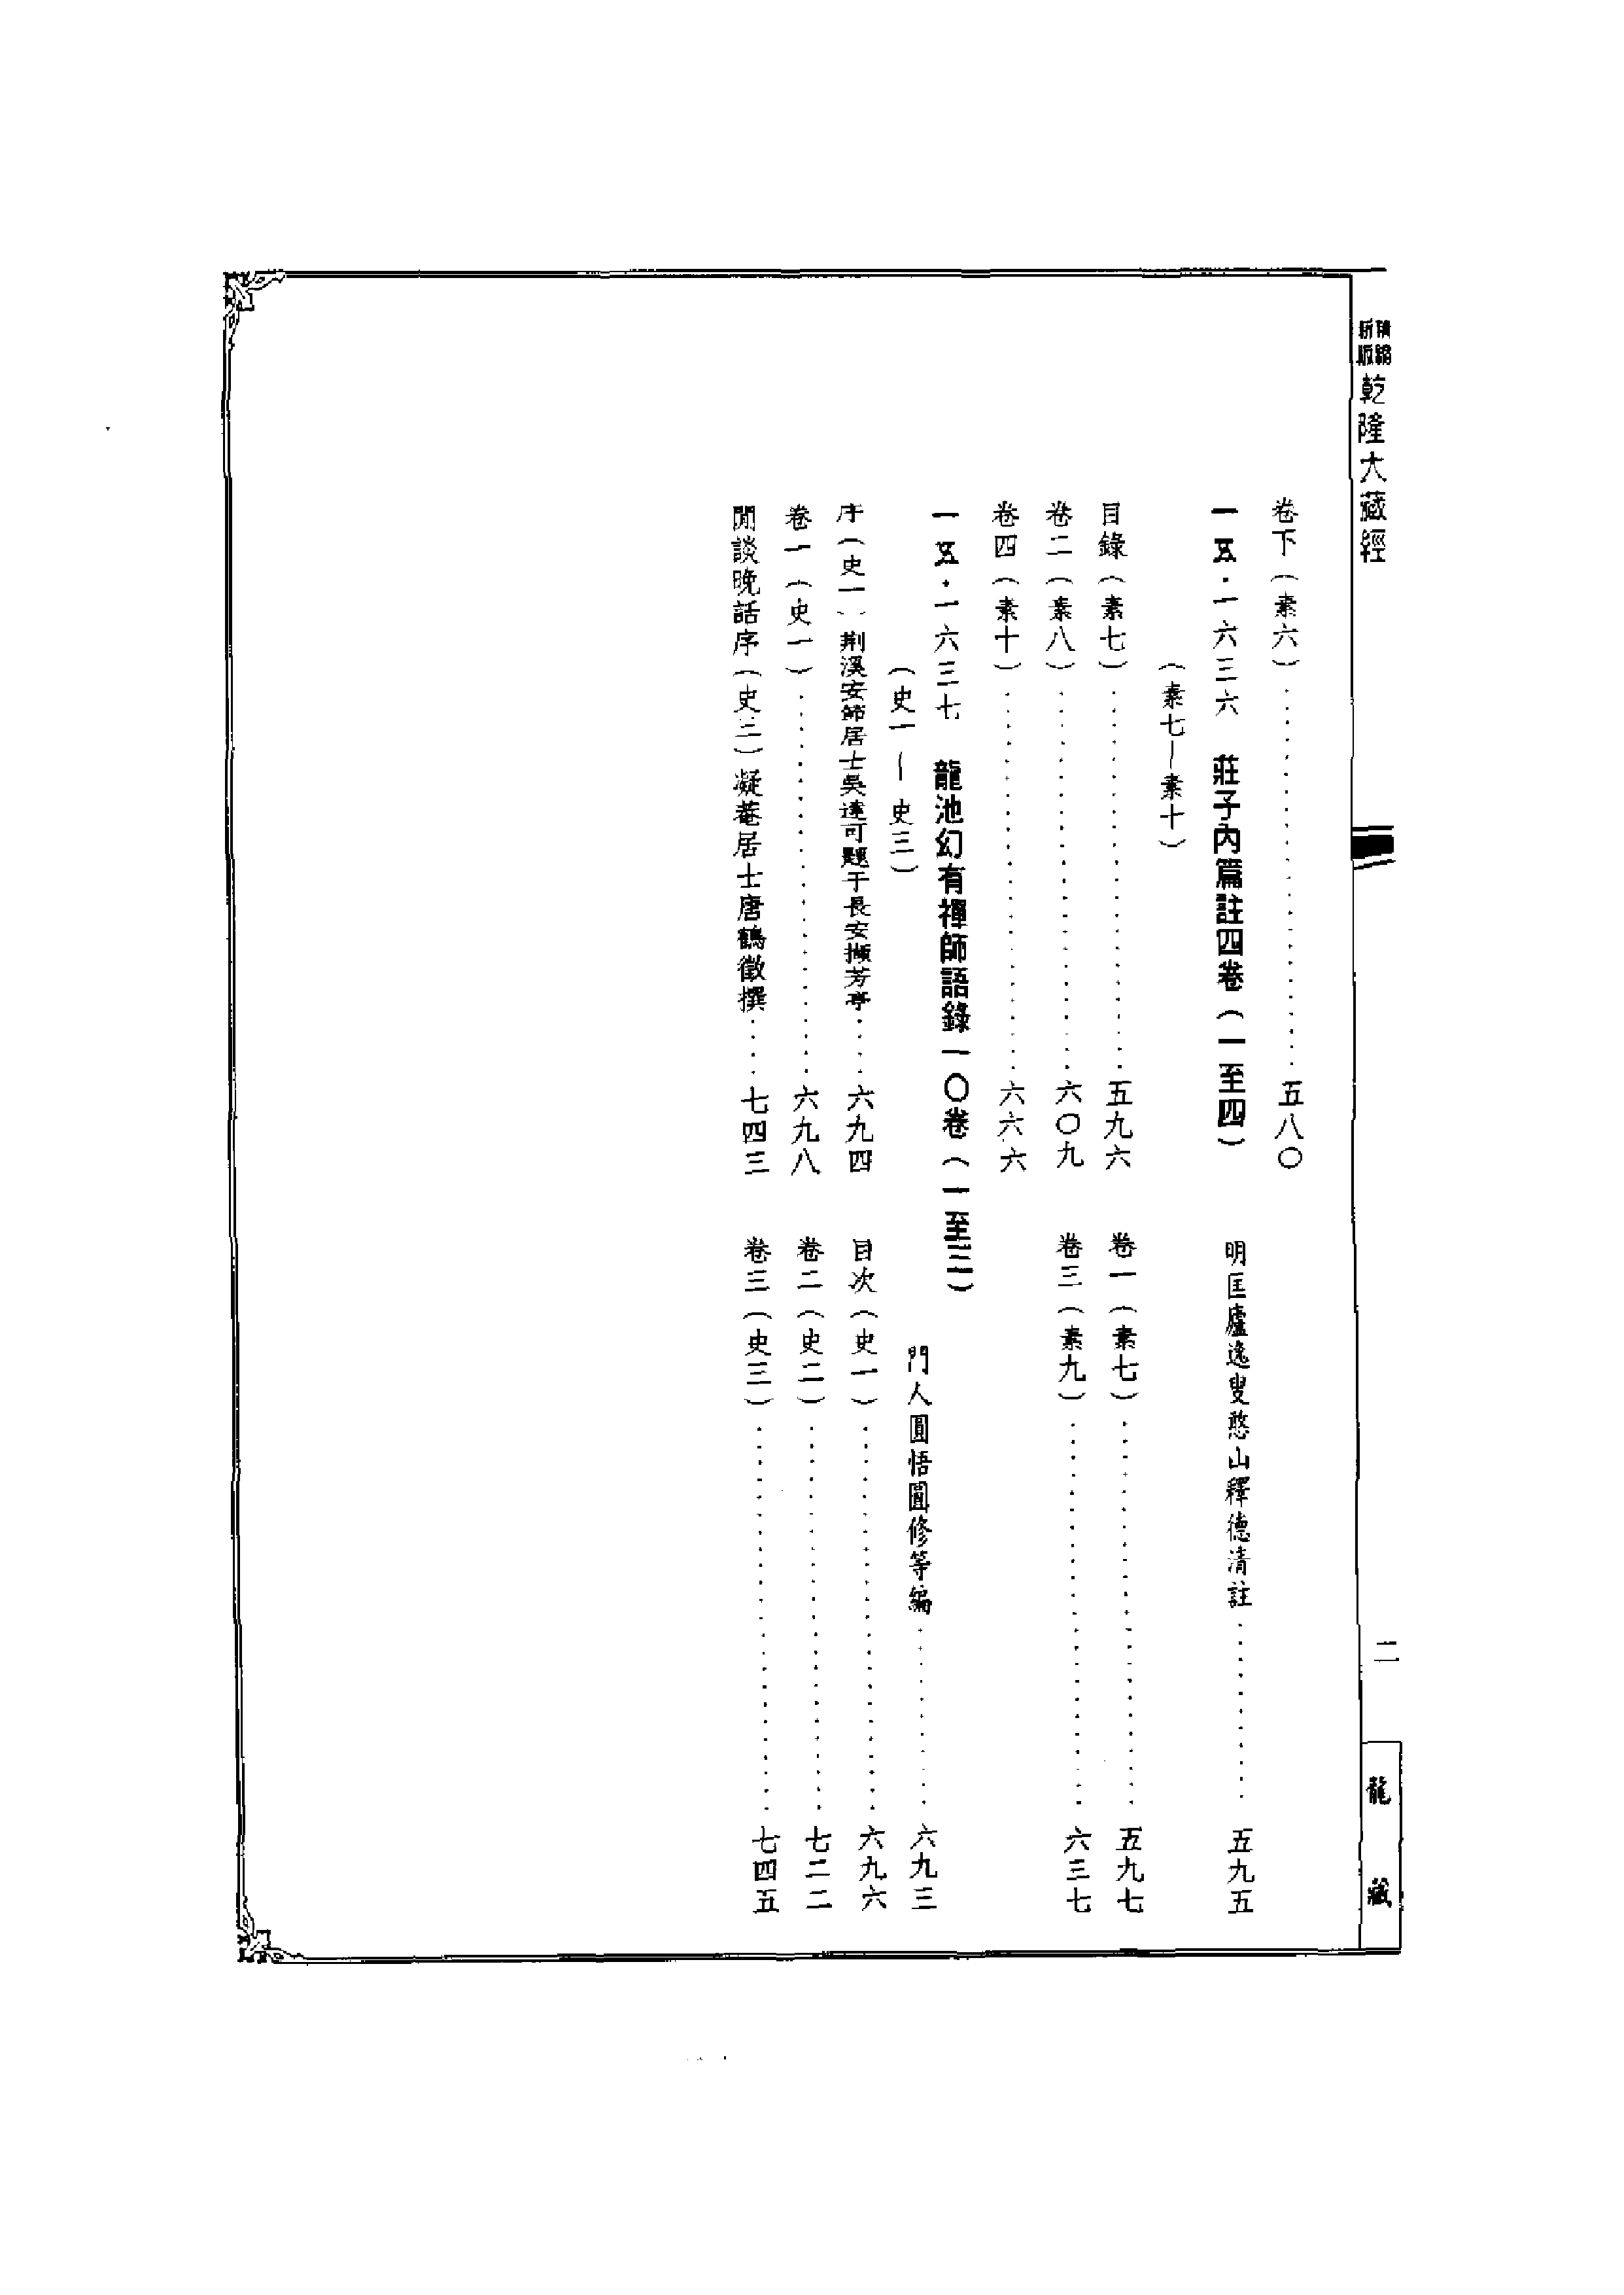 新版精縮乾隆大藏經
二
龍藏
卷下（素六）…………五八〇
一五五．一六三六　莊子內篇註四卷（一至四）　明匡廬逸叟憨山釋德清註…………五九五
（素七—素十）
目錄（素七）…………五九六　卷一（素七）…………五九七
卷二（素八）…………六〇九　卷三（素九）…………六三七
卷四（素十）…………六六六
一五五．一六三七　龍池幻有禪師語錄一〇卷（一至三）
（史一—史三）　門人圓悟圓修等編…………六九三
序（史一）荆溪安節居士吳達可題于長安擷芳亭…………六九四　目次（史一）…………六九六
卷一（史一）…………六九八　卷二（史二）…………七二二
閒談晚話序（史三）凝菴居士唐鶴徵撰…………七四三　卷三（史三）…………七四五